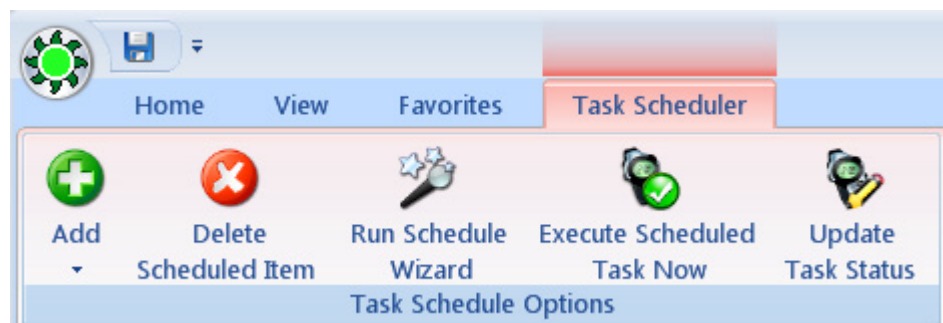 Home View Favorites Task Scheduler
Add Delete Run Schedule Execute Scheduled Update
Scheduled Item Wizard Task Now Task Status
Task Schedule Options